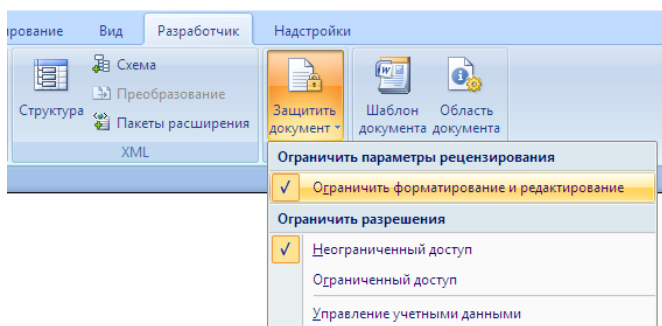 Вид Разработчик Надстройки
Схема
Преобразование
Структура
Пакеты расширения
XML
Защитить
документ
Шаблон
документа
Область
документа
Ограничить параметры рецензирования
Ограничить форматирование и редактирование
Ограничить разрешения
Неограниченный доступ
Ограниченный доступ
Управление учетными данными